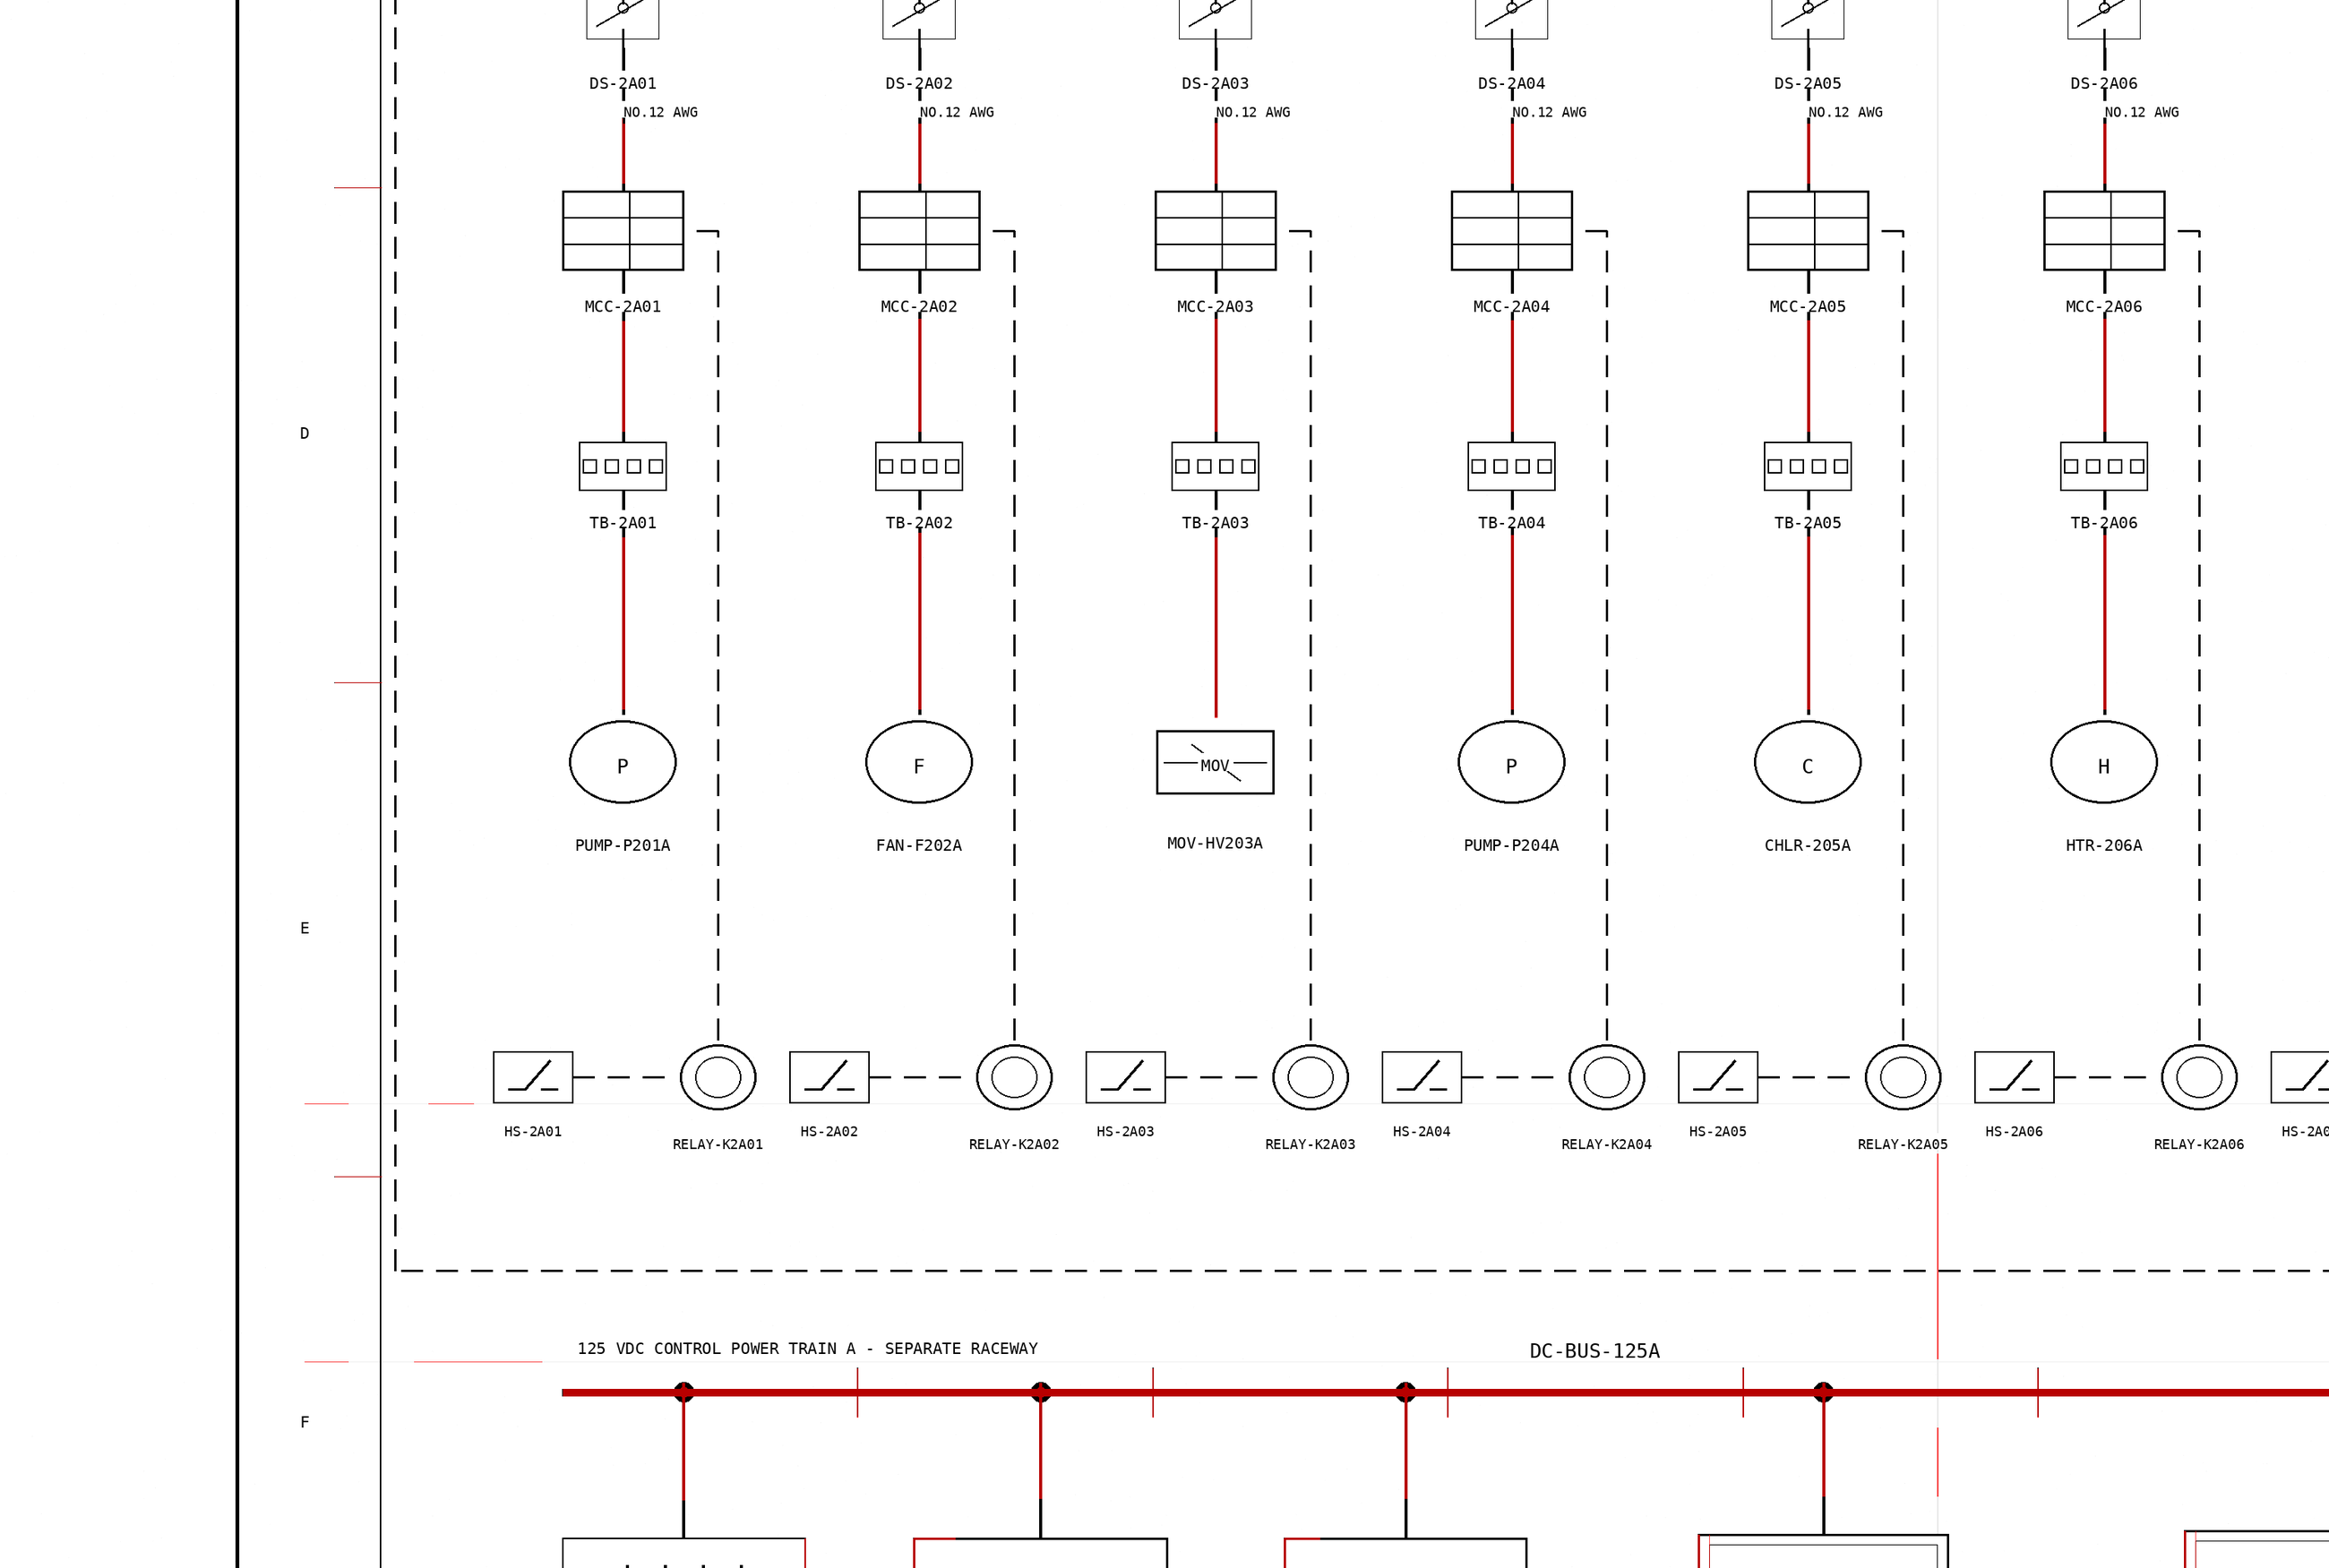 DS-2A01 DS-2A02 DS-2A03 DS-2A04 DS-2A05 DS-2A06
NO.12 AWG NO.12 AWG NO.12 AWG NO.12 AWG NO.12 AWG NO.12 AWG
MCC-2A01 MCC-2A02 MCC-2A03 MCC-2A04 MCC-2A05 MCC-2A06
D
TB-2A01 TB-2A02 TB-2A03 TB-2A04 TB-2A05 TB-2A06
P F MOV P C H
PUMP-P201A FAN-F202A MOV-HV203A PUMP-P204A CHLR-205A HTR-206A
E
HS-2A01 RELAY-K2A01 HS-2A02 RELAY-K2A02 HS-2A03 RELAY-K2A03 HS-2A04 RELAY-K2A04 HS-2A05 RELAY-K2A05 HS-2A06 RELAY-K2A06
125 VDC CONTROL POWER TRAIN A - SEPARATE RACEWAY DC-BUS-125A
F